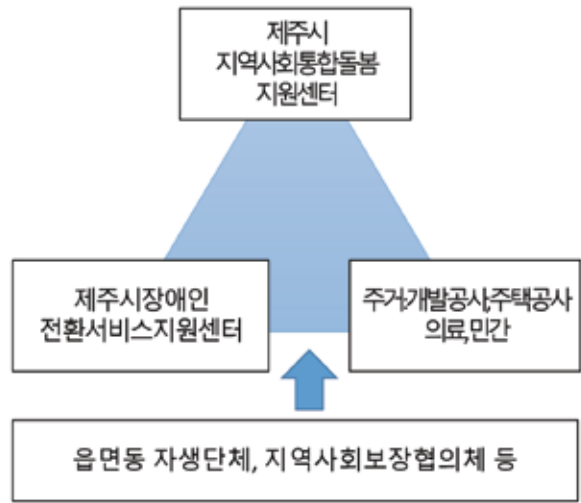 제주시
지역사회통합돌봄
지원센터
제주시장애인
전환서비스지원센터
주거,개발공사,주택공사
의료,민간
읍면동 자생단체, 지역사회보장협의체 등